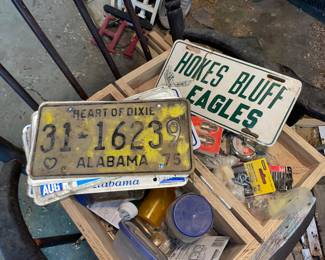 HOKES BLUFF
EAGLES
HEART OF DIXIE
31-16239
ALABAMA 75
AUG
Alabama